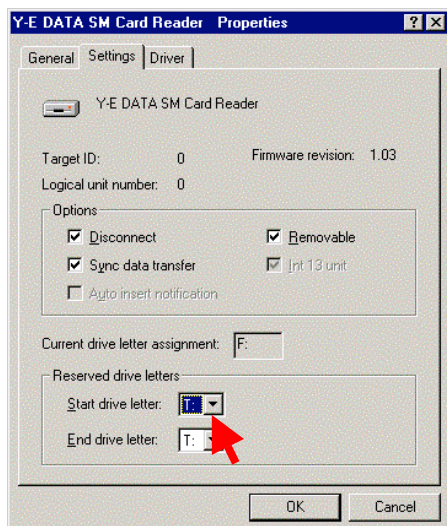 Y-E DATA SM Card Reader Properties
General Settings Driver
Y-E DATA SM Card Reader
Target ID: 0 Firmware revision: 1.03
Logical unit number: 0
Options
Disconnect Removable
Sync data transfer Int 13 unit
Auto insert notification
Current drive letter assignment: F:
Reserved drive letters
Start drive letter: T:
End drive letter: T:
OK Cancel